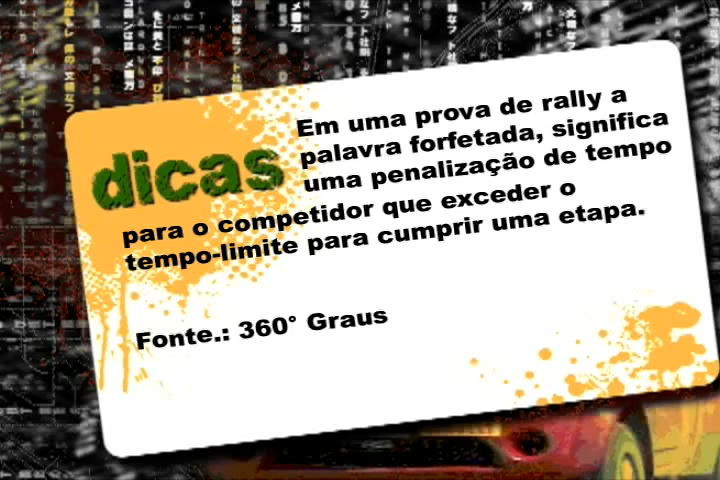 dicas
Em uma prova de rally a
palavra forfetada, significa
uma penalização de tempo
para o competidor que exceder o
tempo-limite para cumprir uma etapa.
Fonte.: 360° Graus